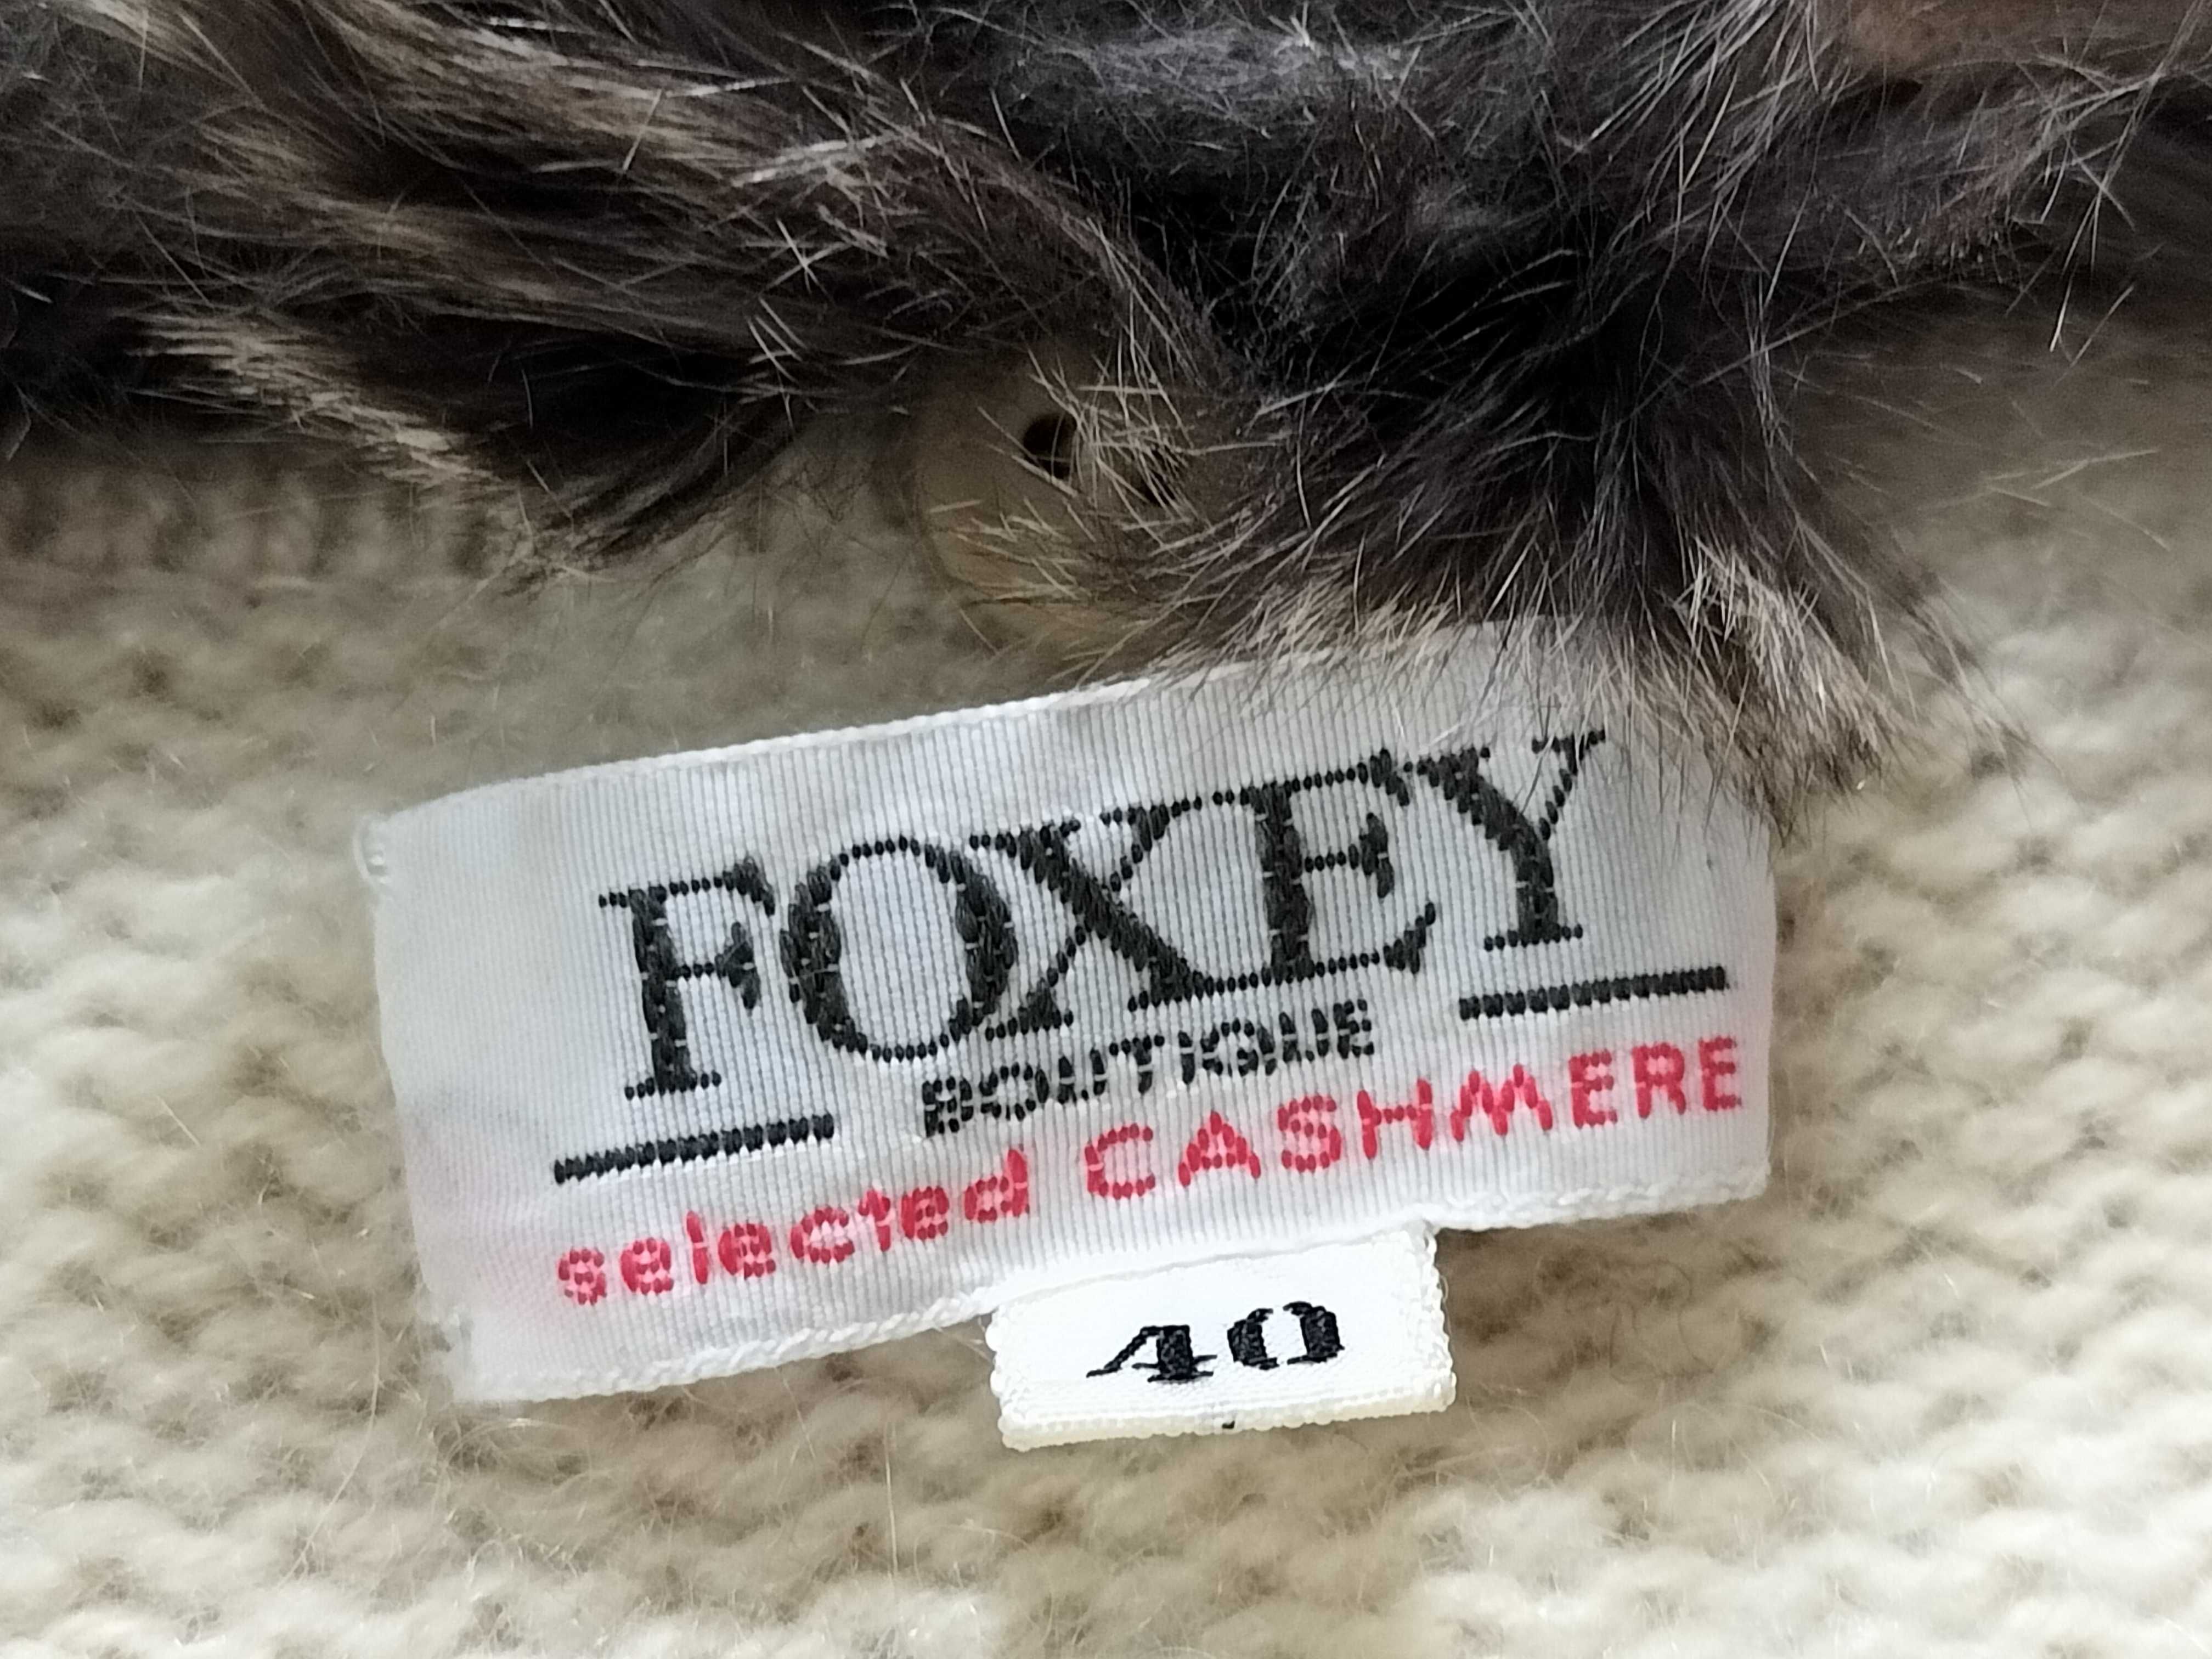 FOXEY
BOUTIQUE
selected CASHMERE
40